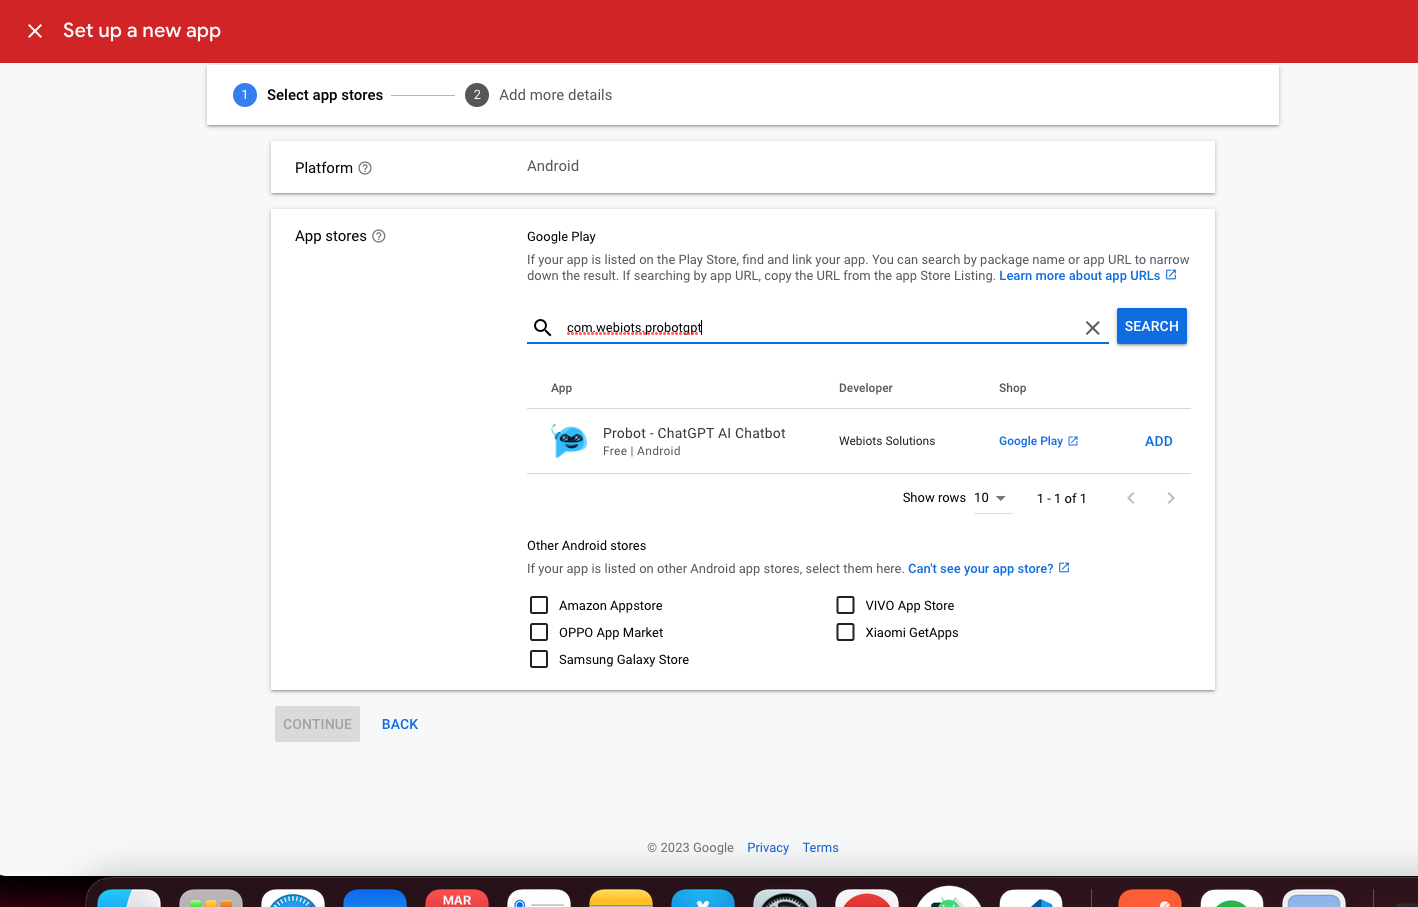 Set up a new app
1 Select app stores 2 Add more details
Platform
Android
App stores
Google Play
If your app is listed on the Play Store, find and link your app. You can search by package name or app URL to narrow
down the result. If searching by app URL, copy the URL from the app Store Listing. Learn more about app URLs
com.webiots.probotgpt
SEARCH
App Developer Shop
Probot - ChatGPT AI Chatbot
Free | Android
Webiots Solutions
Google Play
ADD
Show rows 10 1 - 1 of 1
Other Android stores
If your app is listed on other Android app stores, select them here. Can't see your app store?
Amazon Appstore VIVO App Store
OPPO App Market Xiaomi GetApps
Samsung Galaxy Store
CONTINUE BACK
© 2023 Google Privacy Terms
MAR